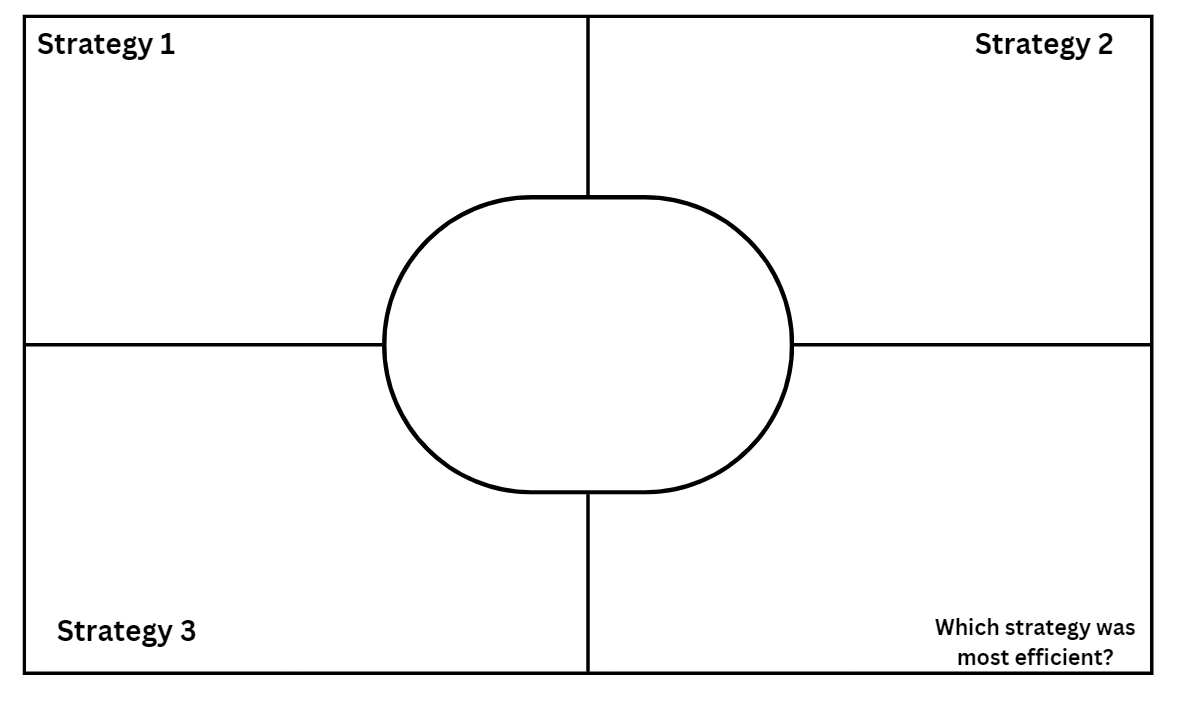 Strategy 1
Strategy 2
Strategy 3
Which strategy was
most efficient?